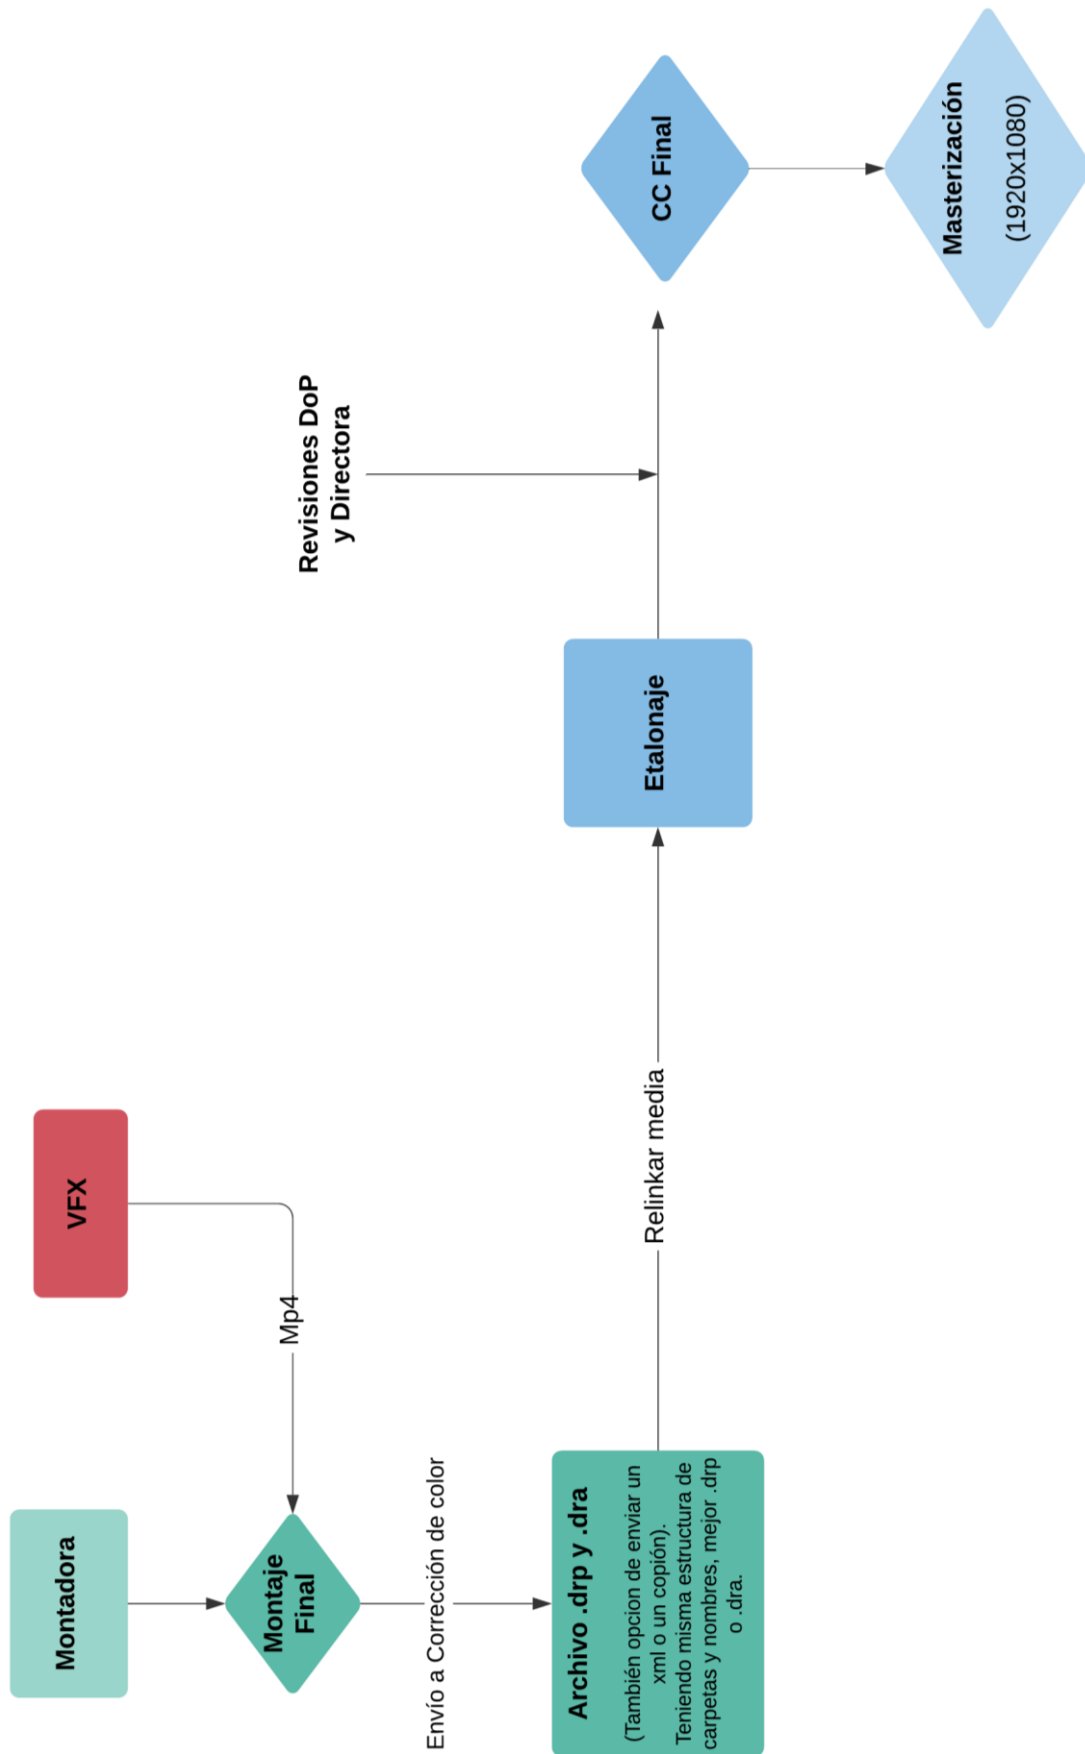 Montadora
VFX
Mp4
Montaje
Final
Envío a Corrección de color
Archivo .drp y .dra
(También opcion de enviar un
xml o un copión).
Teniendo misma estructura de
carpetas y nombres, mejor .drp
o .dra.
Relinkar media
Etalonaje
Revisiones DoP
y Directora
CC Final
Masterización
(1920x1080)